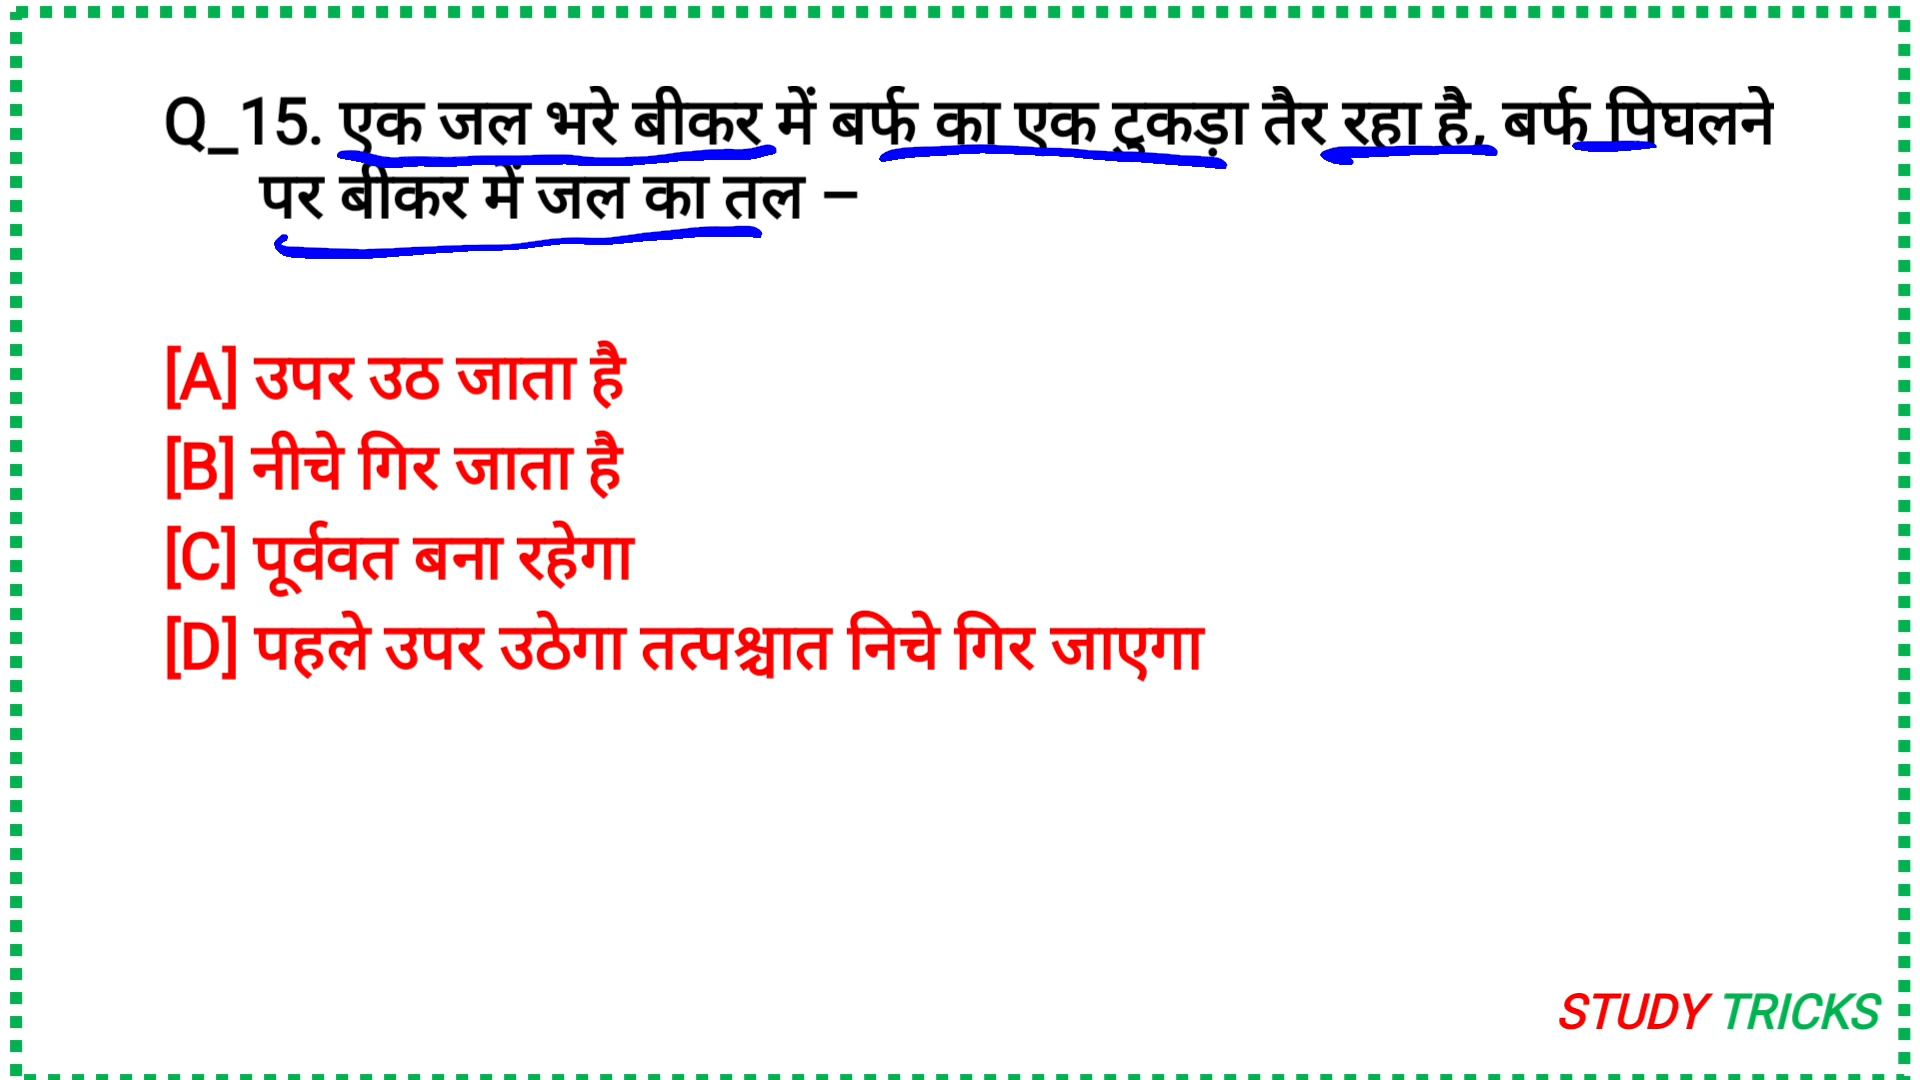 Q_15. एक जल भरे बीकर में बर्फ का एक टुकड़ा तैर रहा है, बर्फ पिघलने
पर बीकर में जल का तल –
[A] उपर उठ जाता है
[B] नीचे गिर जाता है
[C] पूर्ववत बना रहेगा
[D] पहले उपर उठेगा तत्पश्चात निचे गिर जाएगा
STUDY TRICKS